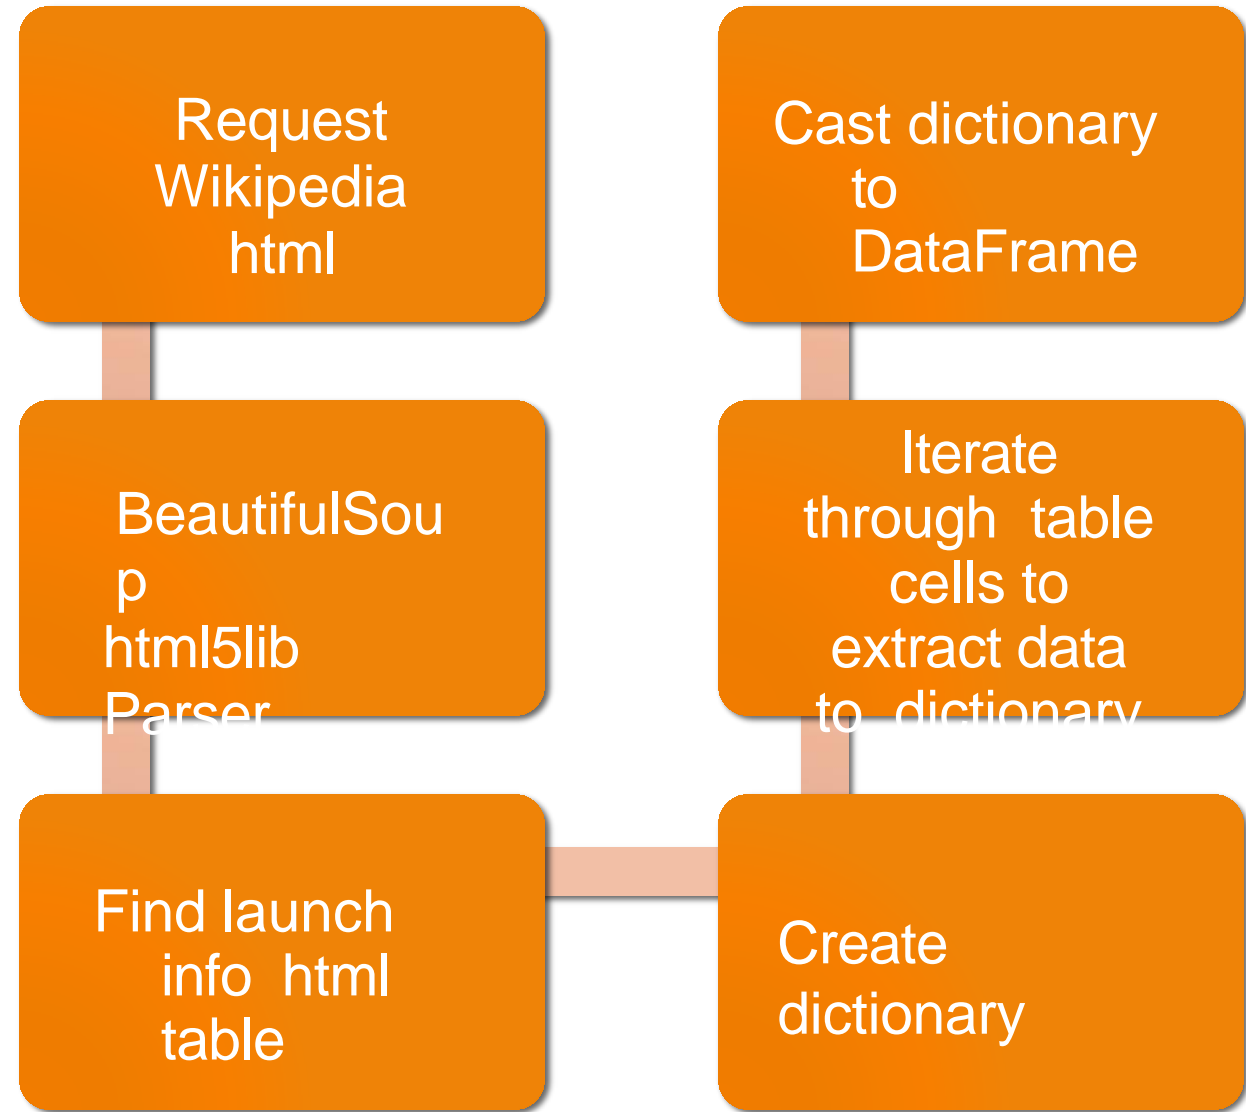 Request
Wikipedia
html
BeautifulSou
p
html5lib
Parser
Find launch
info html
table
Create
dictionary
Iterate
through table
cells to
extract data
to dictionary
Cast dictionary
to
DataFrame